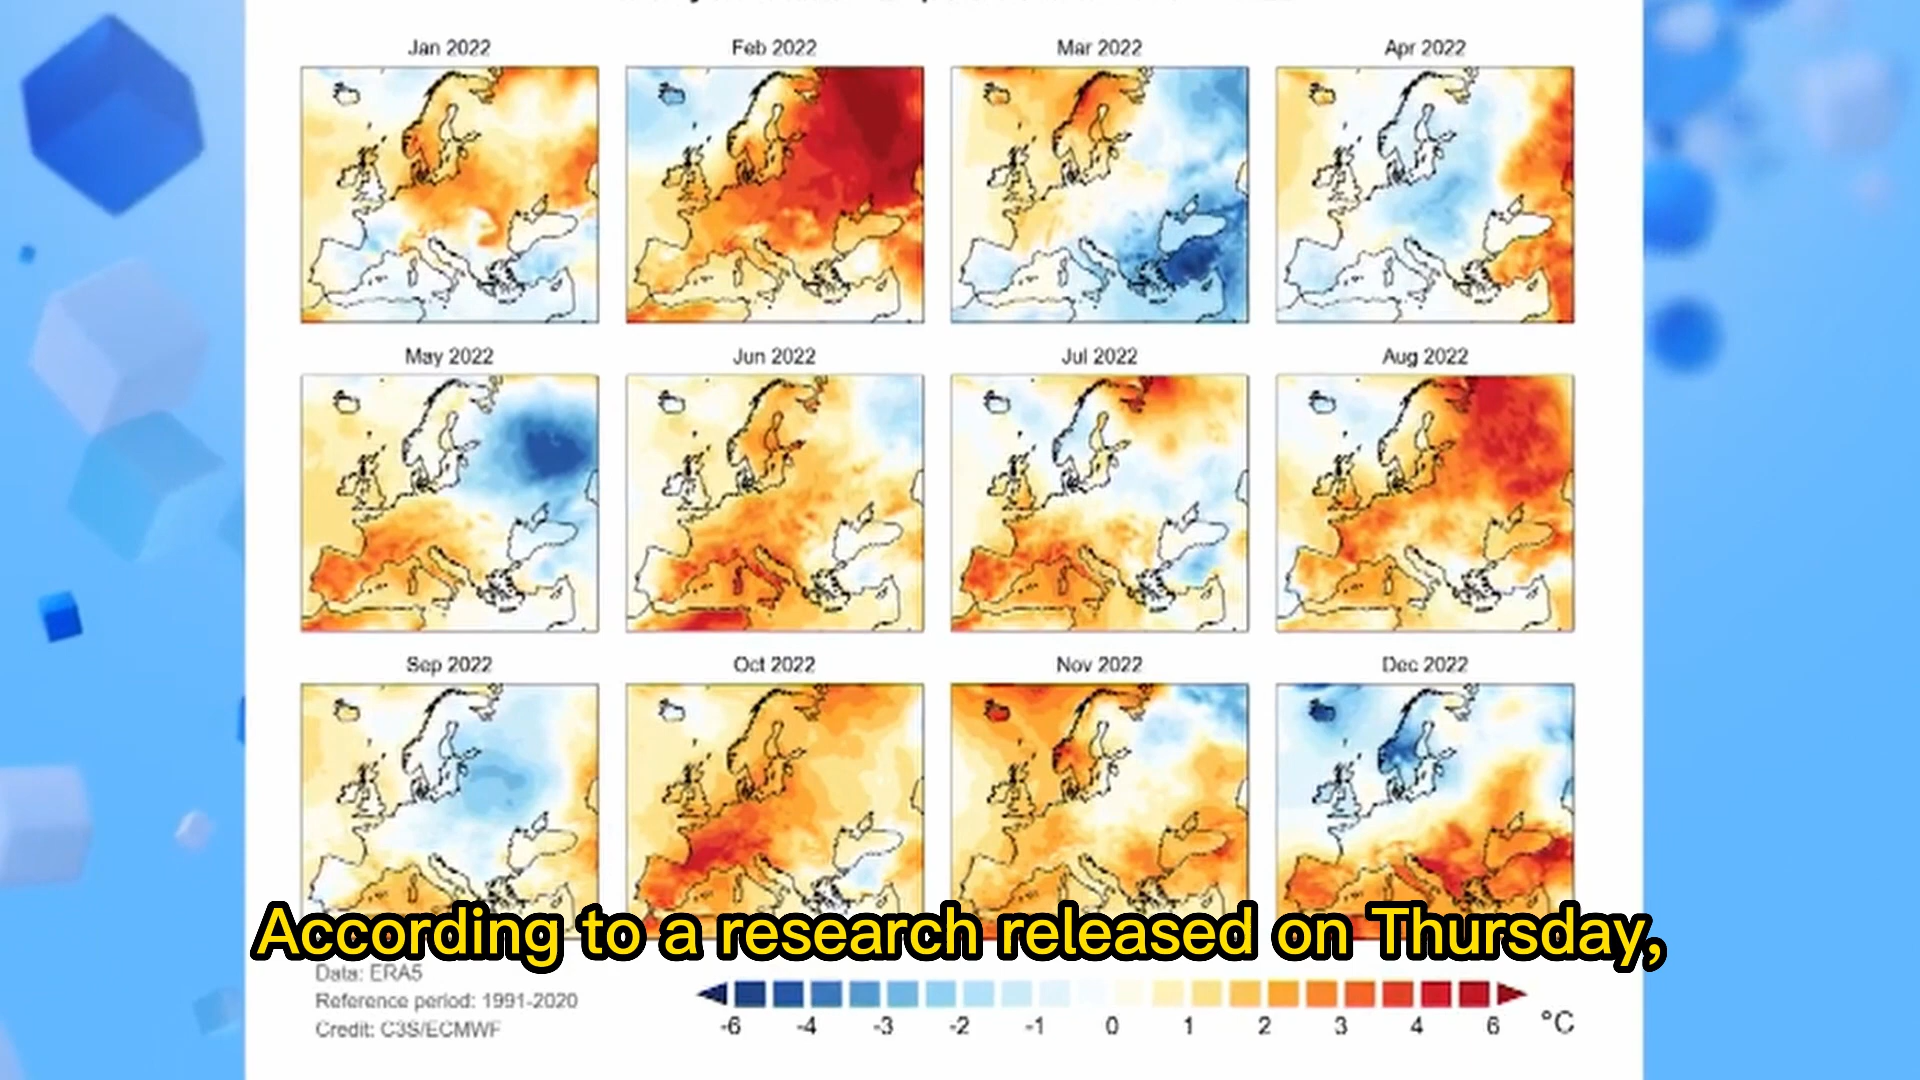 Jan 2022 Feb 2022 Mar 2022 Apr 2022
May 2022 Jun 2022 Jul 2022 Aug 2022
Sep 2022 Oct 2022 Nov 2022 Dec 2022
According to a research released on Thursday,
Data: ERA5
Reference period: 1991-2020
Credit: C3S/ECMWF
-6 -4 -3 -2 -1 0 1 2 3 4 6 °C